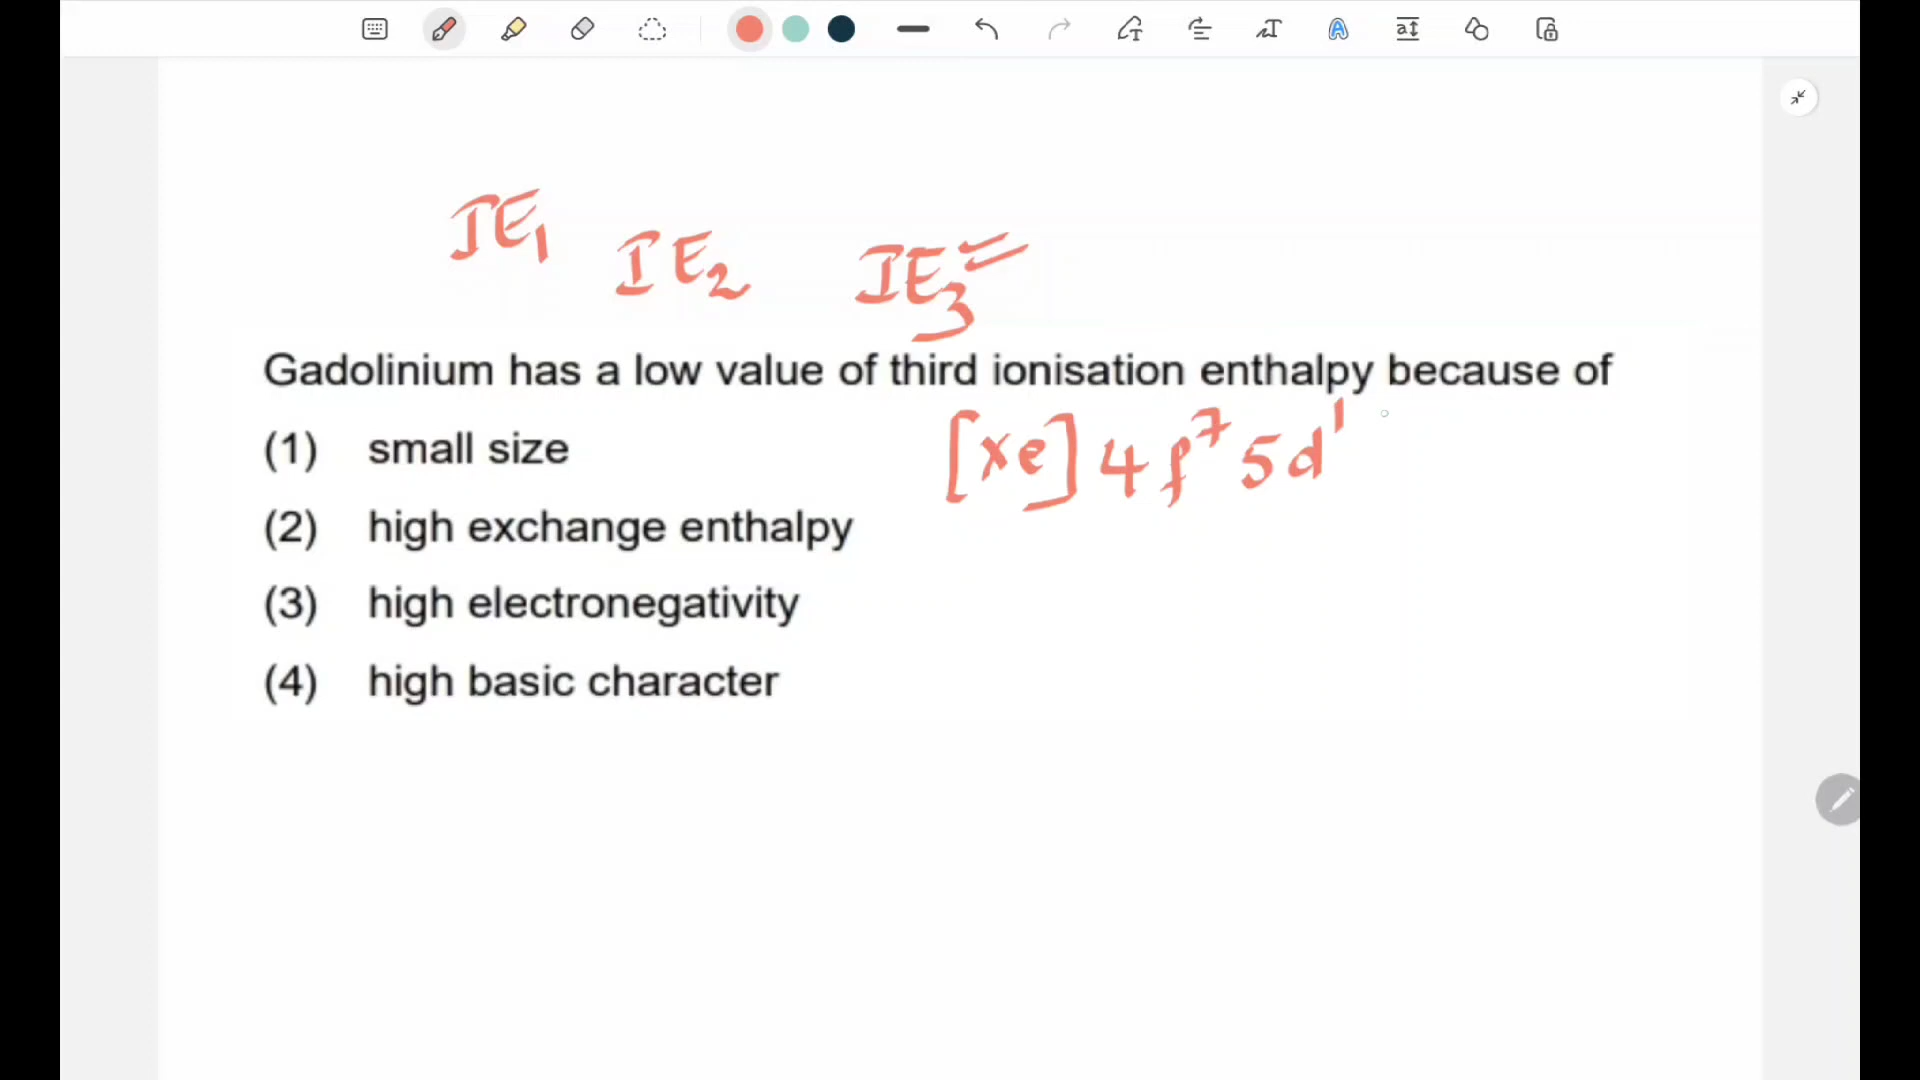 IE1 IE2 IE3
Gadolinium has a low value of third ionisation enthalpy because of
(1) small size
[Xe] 4f7 5d1
(2) high exchange enthalpy
(3) high electronegativity
(4) high basic character